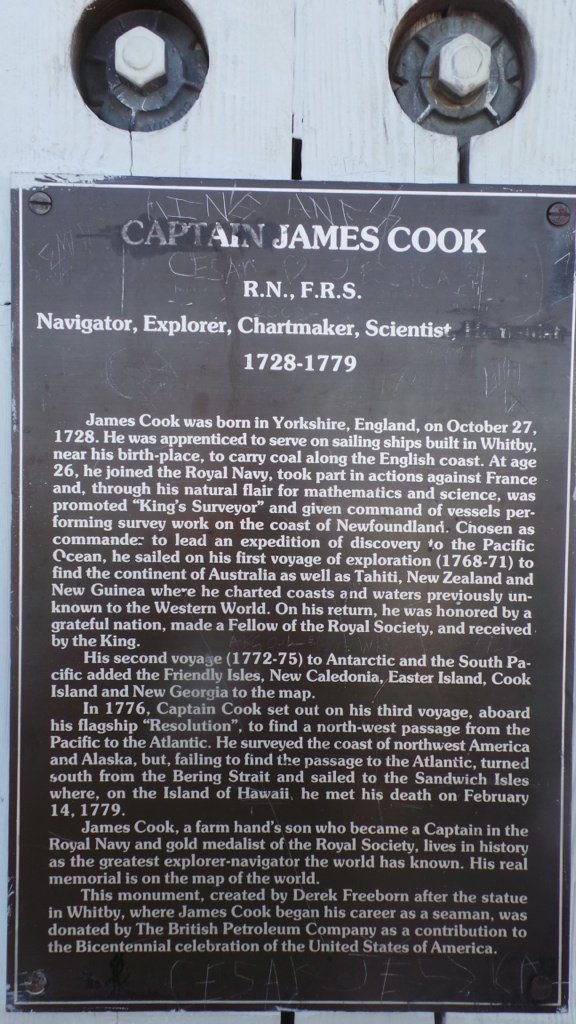 CAPTAIN JAMES COOK
R.N., F.R.S.
Navigator, Explorer, Chartmaker, Scientist,
1728-1779
James Cook was born in Yorkshire, England, on October 27,
1728. He was apprenticed to serve on sailing ships built in Whitby,
near his birth-place, to carry coal along the English coast. At age
26, he joined the Royal Navy, took part in actions against France
and, through his natural flair for mathematics and science, was
promoted "King's Surveyor" and given command of vessels per-
forming survey work on the coast of Newfoundland. Chosen as
commander to lead an expedition of discovery to the Pacific
Ocean, he sailed on his first voyage of exploration (1768-71) to
find the continent of Australia as well as Tahiti, New Zealand and
New Guinea where he charted coasts and waters previously un-
known to the Western World. On his return, he was honored by a
grateful nation, made a Fellow of the Royal Society, and received
by the King.
His second voyage (1772-75) to Antarctic and the South Pa-
cific added the Friendly Isles, New Caledonia, Easter Island, Cook
Island and New Georgia to the map.
In 1776, Captain Cook set out on his third voyage, aboard
his flagship "Resolution", to find a north-west passage from the
Pacific to the Atlantic. He surveyed the coast of northwest America
and Alaska, but, failing to find the passage to the Atlantic, turned
south from the Bering Strait and sailed to the Sandwich Isles
where, on the Island of Hawaii, he met his death on February
14, 1779.
James Cook, a farm hand's son who became a Captain in the
Royal Navy and gold medalist of the Royal Society, lives in history
as the greatest explorer-navigator the world has known. His real
memorial is on the map of the world.
This monument, created by Derek Freeborn after the statue
in Whitby, where James Cook began his career as a seaman, was
donated by The British Petroleum Company as a contribution to
the Bicentennial celebration of the United States of America.
CESAR